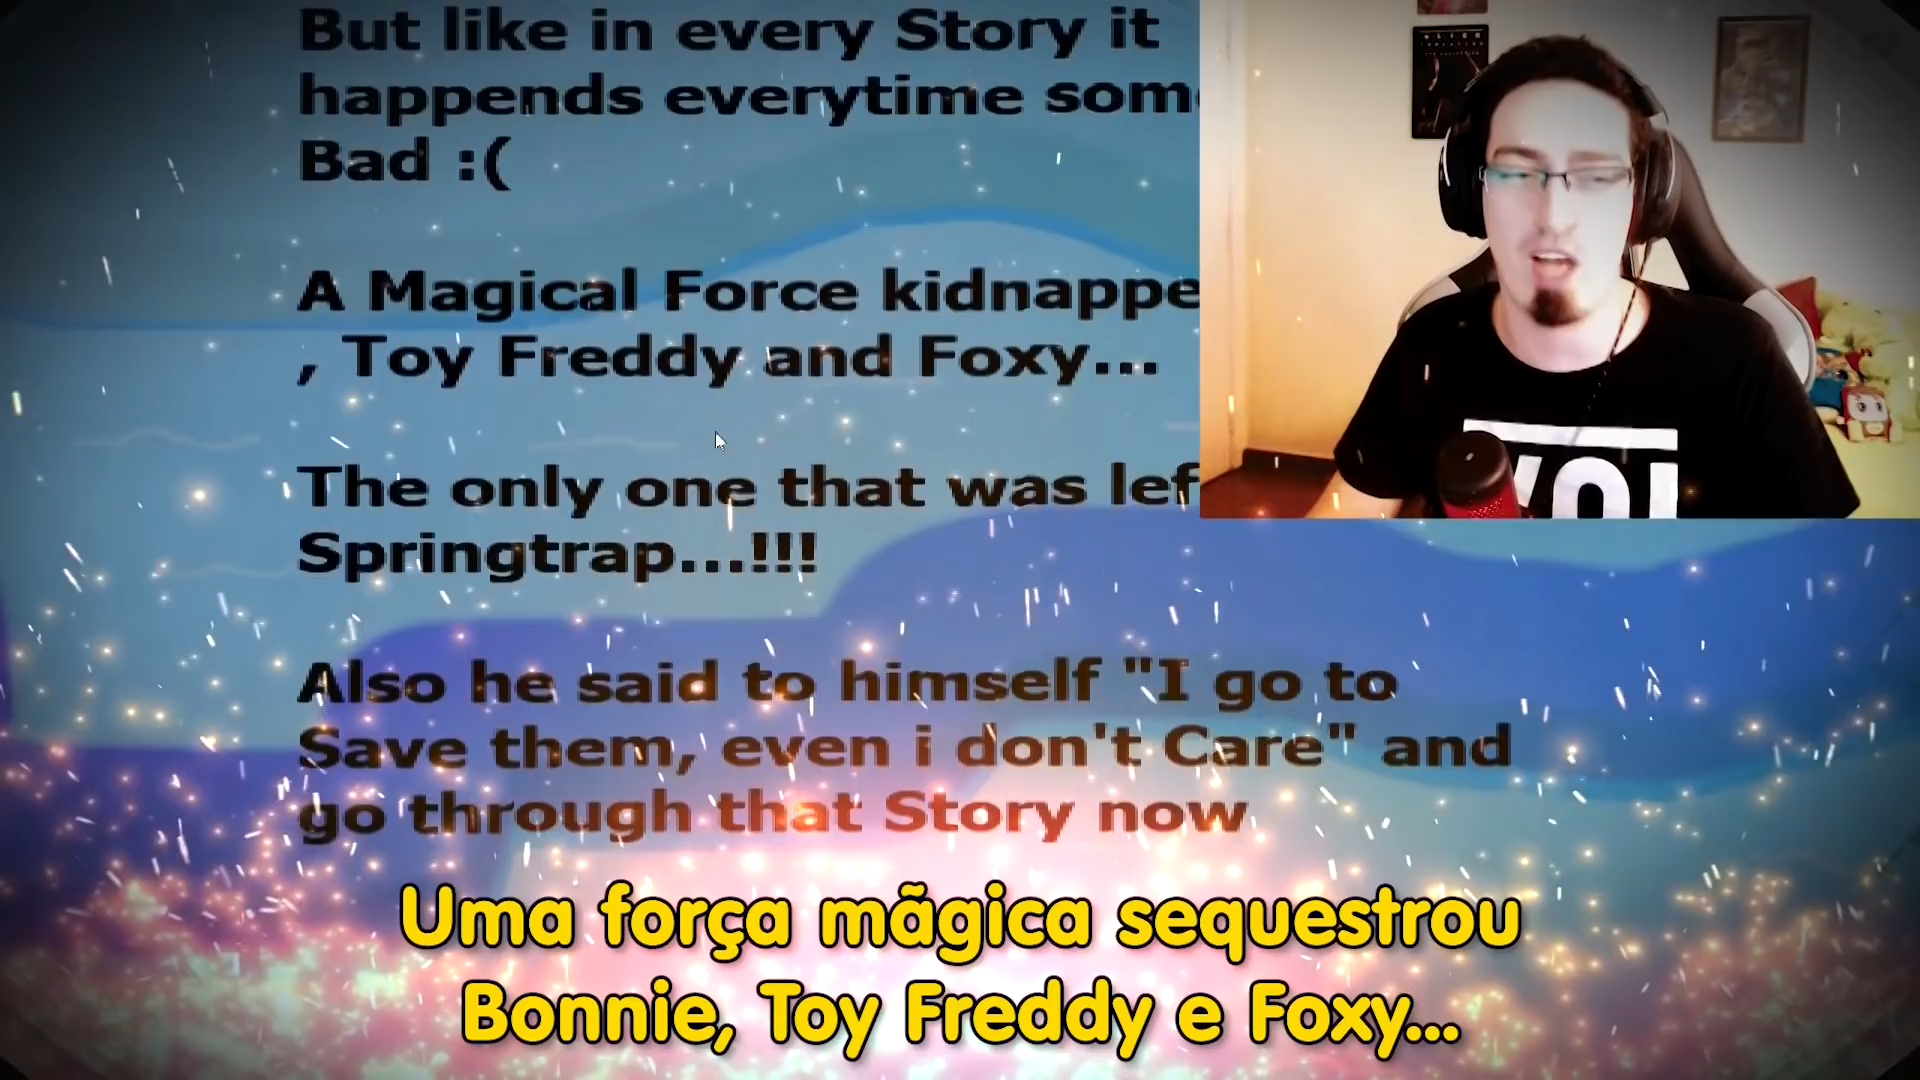 But like in every Story it
happends everytime som
Bad :(
A Magical Force kidnappe
, Toy Freddy and Foxy...
The only one that was lef
Springtrap...!!!
Also he said to himself "I go to
Save them, even i don't Care" and
go through that Story now
Uma força mãgica sequestrou
Bonnie, Toy Freddy e Foxy...
ALIEN